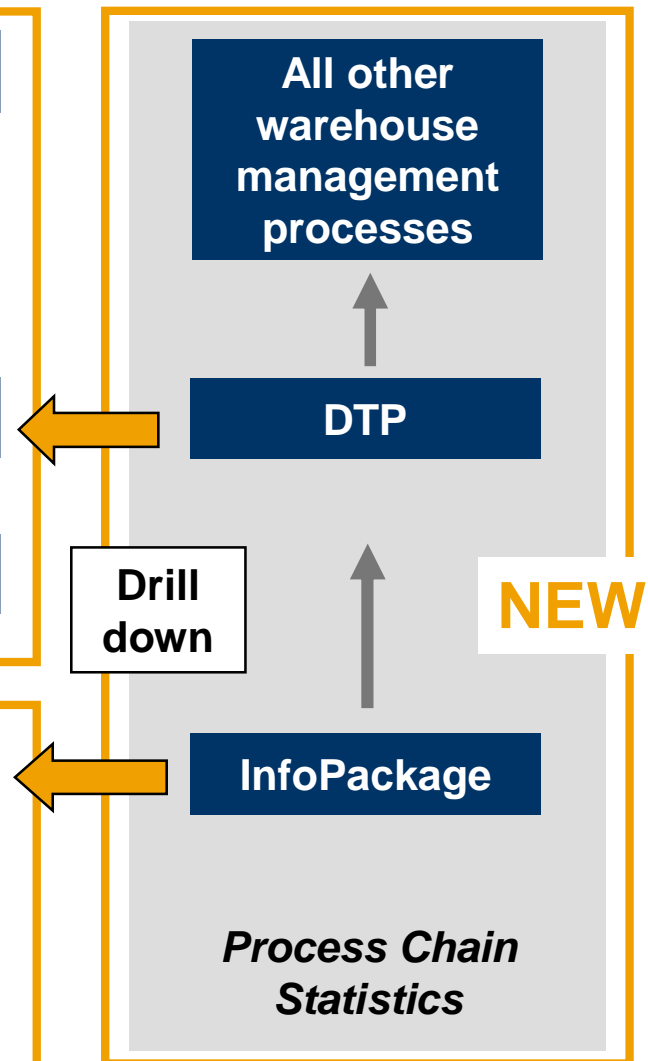 All other
warehouse
management
processes
DTP
Drill
down
NEW
InfoPackage
Process Chain
Statistics